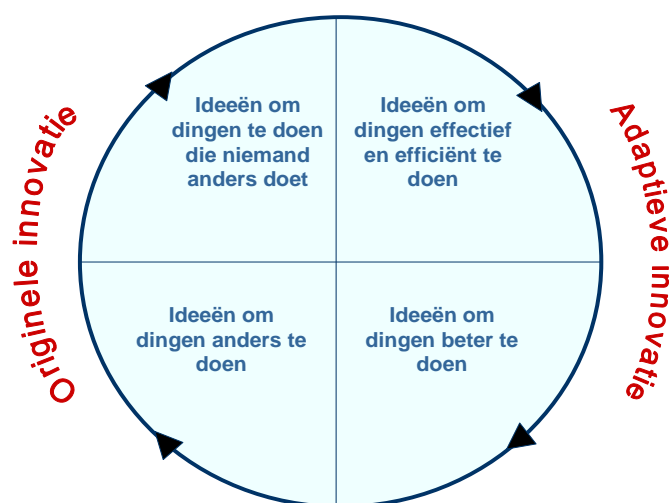 Originele innovatie
Ideeën om
dingen te doen
die niemand
anders doet
Ideeën om
dingen effectief
en efficiënt te
doen
Adaptieve innovatie
Ideeën om
dingen anders te
doen
Ideeën om
dingen beter te
doen